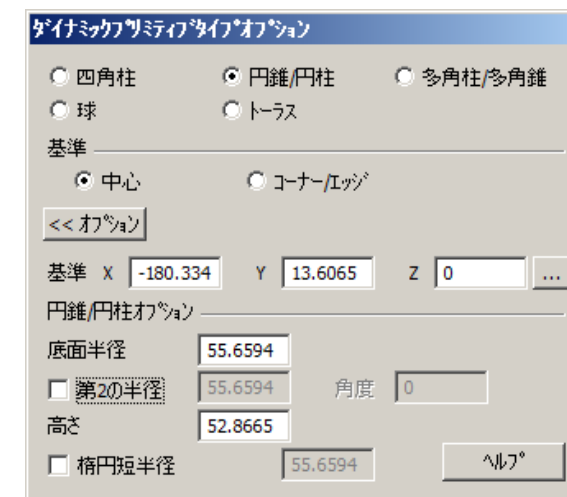 ﾀﾞｲﾅﾐｯｸﾌﾟﾘﾐﾃｨﾌﾞﾀｲﾌﾟｵﾌﾟｼｮﾝ
四角柱 円錐/円柱 多角柱/多角錐
球 ﾄｰﾗｽ
基準
中心 ｺｰﾅｰ/ｴｯｼﾞ
<< ｵﾌﾟｼｮﾝ
基準 X -180.334 Y 13.6065 Z 0 ...
円錐/円柱ｵﾌﾟｼｮﾝ
底面半径 55.6594
第2の半径 55.6594 角度 0
高さ 52.8665
楕円短半径 55.6594 ﾍﾙﾌﾟ